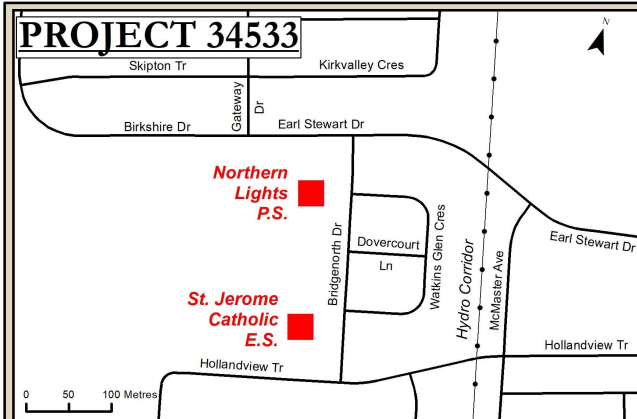 PROJECT 34533
N
Skipton Tr
Kirkvalley Cres
Gateway
Dr
Birkshire Dr
Earl Stewart Dr
Northern
Lights
P.S.
Bridgenorth Dr
Dovercourt
Ln
Watkins Glen Cres
Hydro Corridor
McMaster Ave
Earl Stewart Dr
St. Jerome
Catholic
E.S.
Hollandview Tr
Hollandview Tr
0 50 100 Metres